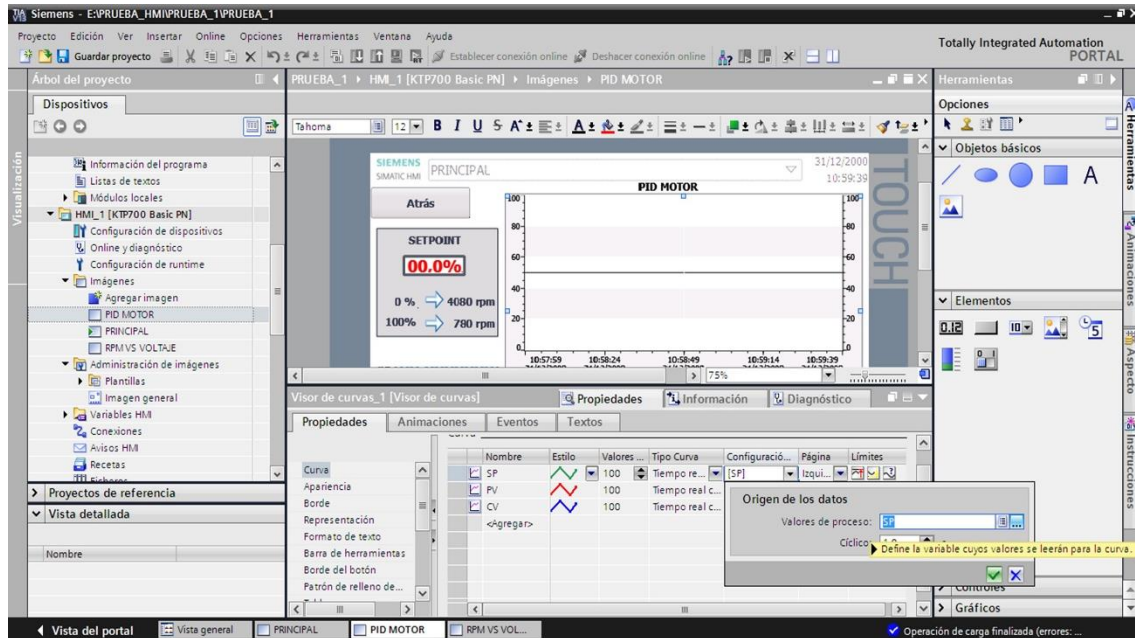 Siemens - E:\PRUEBA_HMI\PRUEBA_1\PRUEBA_1
Proyecto Edición Ver Insertar Online Opciones Herramientas Ventana Ayuda
Guardar proyecto Establecer conexión online Deshacer conexión online
Totally Integrated Automation
PORTAL
Árbol del proyecto
PRUEBA_1 HMI_1 [KTP700 Basic PN] Imágenes PID MOTOR
Herramientas
Dispositivos
Opciones
Visualización
Tahoma 12
Información del programa
Listas de textos
Módulos locales
HMI_1 [KTP700 Basic PN]
Configuración de dispositivos
Online y diagnóstico
Configuración de runtime
Imágenes
Agregar imagen
PID MOTOR
PRINCIPAL
RPM VS VOLTAJE
Administración de imágenes
Plantillas
Imagen general
Variables HMI
Conexiones
Avisos HMI
Recetas
Proyectos de referencia
Vista detallada
Nombre
SIEMENS
SIMATIC HMI
PRINCIPAL
31/12/2000
10:59:39
TOUCH
Atrás
PID MOTOR
SETPOINT
00.0%
0 % 4080 rpm
100% 780 rpm
100 100
80 80
60 60
40 40
20 20
0 0
10:57:59 10:58:24 10:58:49 10:59:14 10:59:39
75%
Objetos básicos
Elementos
Controles
Gráficos
Herramientas
Animaciones
Aspecto
Instrucciones
Visor de curvas_1 [Visor de curvas]
Propiedades Información Diagnóstico
Propiedades Animaciones Eventos Textos
Curva
Apariencia
Borde
Representación
Formato de texto
Barra de herramientas
Borde del botón
Patrón de relleno de...
Nombre Estilo Valores ... Tipo Curva Configuració... Página Límites
SP 100 Tiempo re... [SP] Izqui...
PV 100 Tiempo real c...
CV 100 Tiempo real c...
<Agregar>
Origen de los datos
Valores de proceso: SP
Cíclico:
Define la variable cuyos valores se leerán para la curva.
Vista del portal Vista general PRINCIPAL PID MOTOR RPM VS VOL...
Operación de carga finalizada (errores: ...